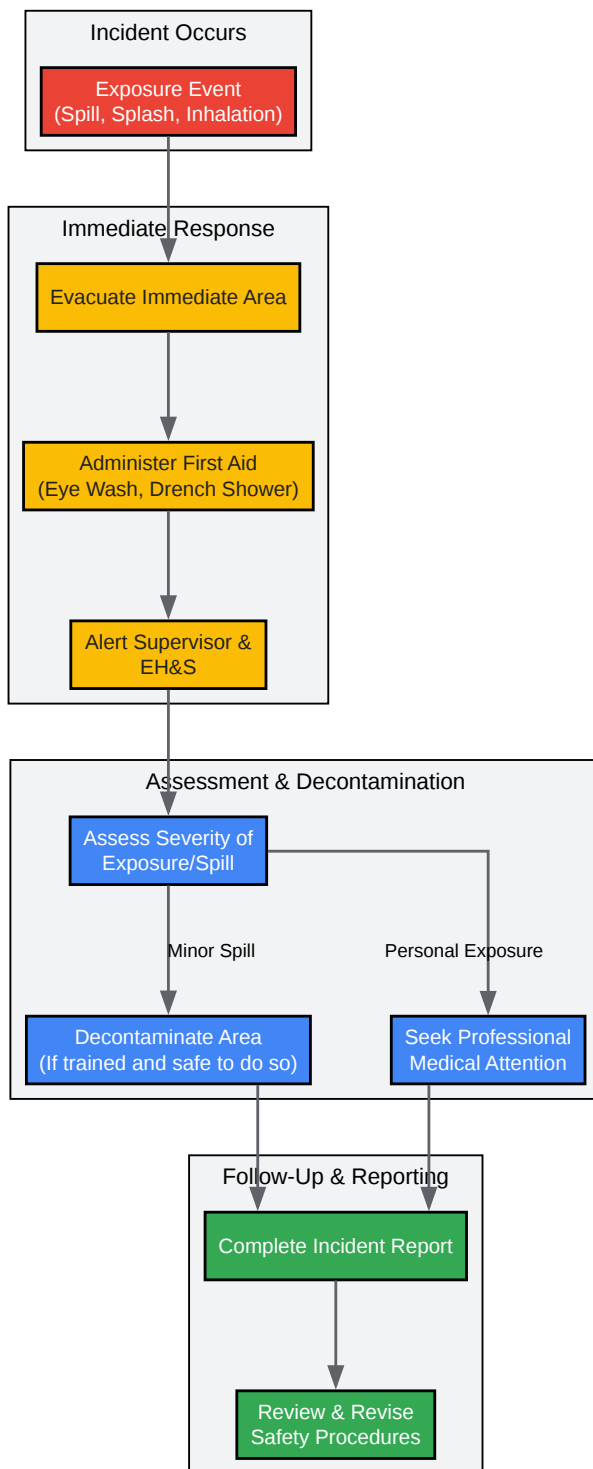 Incident Occurs
Exposure Event
(Spill, Splash, Inhalation)
Immediate Response
Evacuate Immediate Area
Administer First Aid
(Eye Wash, Drench Shower)
Alert Supervisor &
EH&S
Assessment & Decontamination
Assess Severity of
Exposure/Spill
Minor Spill
Personal Exposure
Decontaminate Area
(If trained and safe to do so)
Seek Professional
Medical Attention
Follow-Up & Reporting
Complete Incident Report
Review & Revise
Safety Procedures